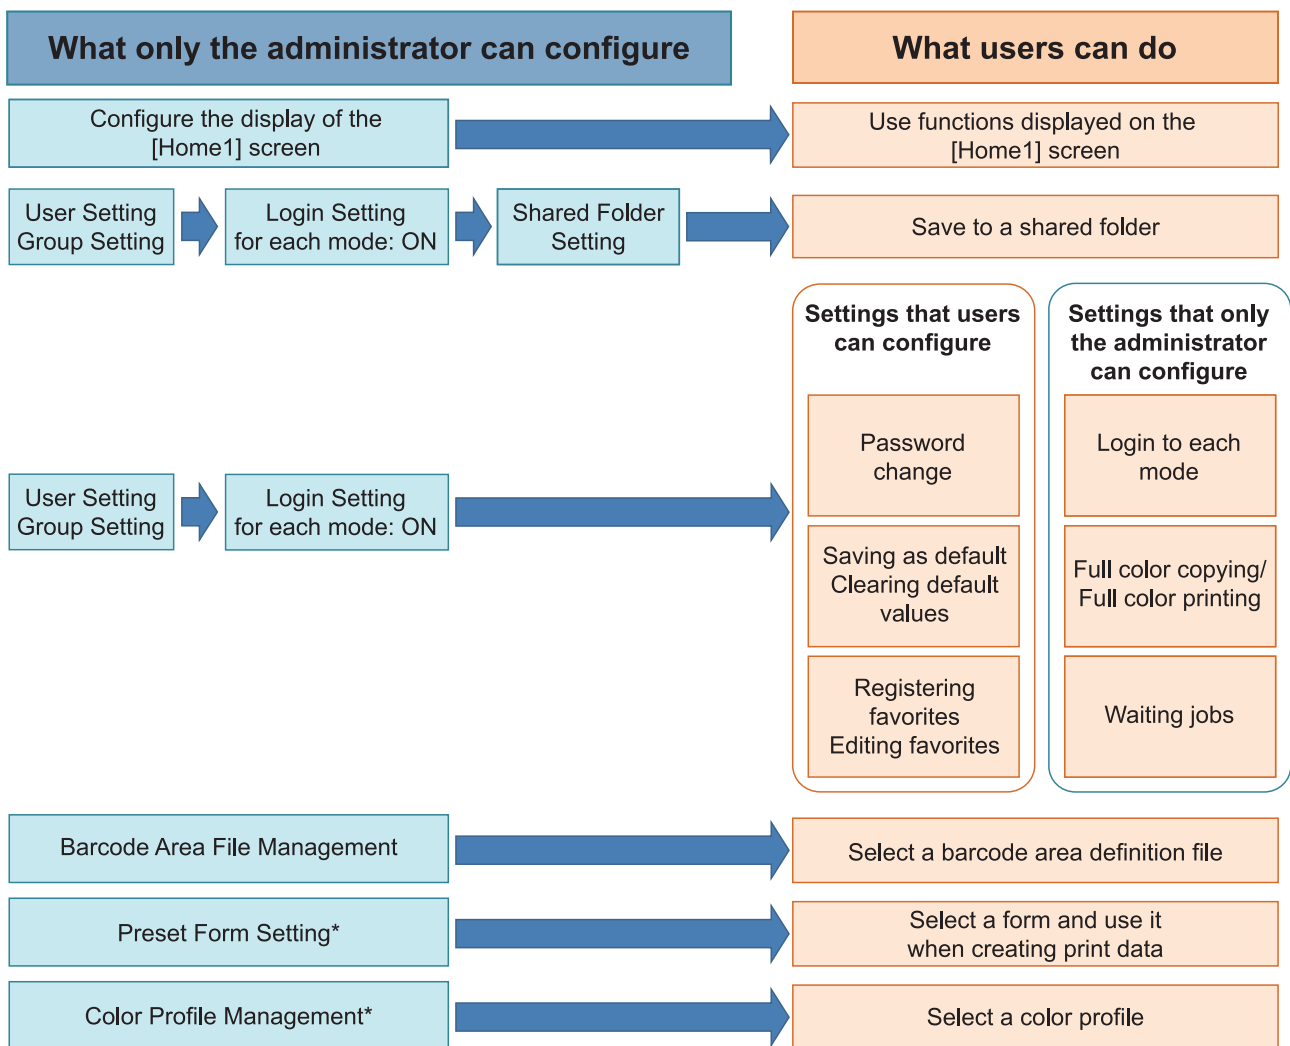 What only the administrator can configure
What users can do
Configure the display of the
[Home1] screen
Use functions displayed on the
[Home1] screen
User Setting
Group Setting
Login Setting
for each mode: ON
Shared Folder
Setting
Save to a shared folder
Settings that users
can configure
Settings that only
the administrator
can configure
User Setting
Group Setting
Login Setting
for each mode: ON
Password
change
Login to each
mode
Saving as default
Clearing default
values
Full color copying/
Full color printing
Registering
favorites
Editing favorites
Waiting jobs
Barcode Area File Management
Select a barcode area definition file
Preset Form Setting*
Select a form and use it
when creating print data
Color Profile Management*
Select a color profile